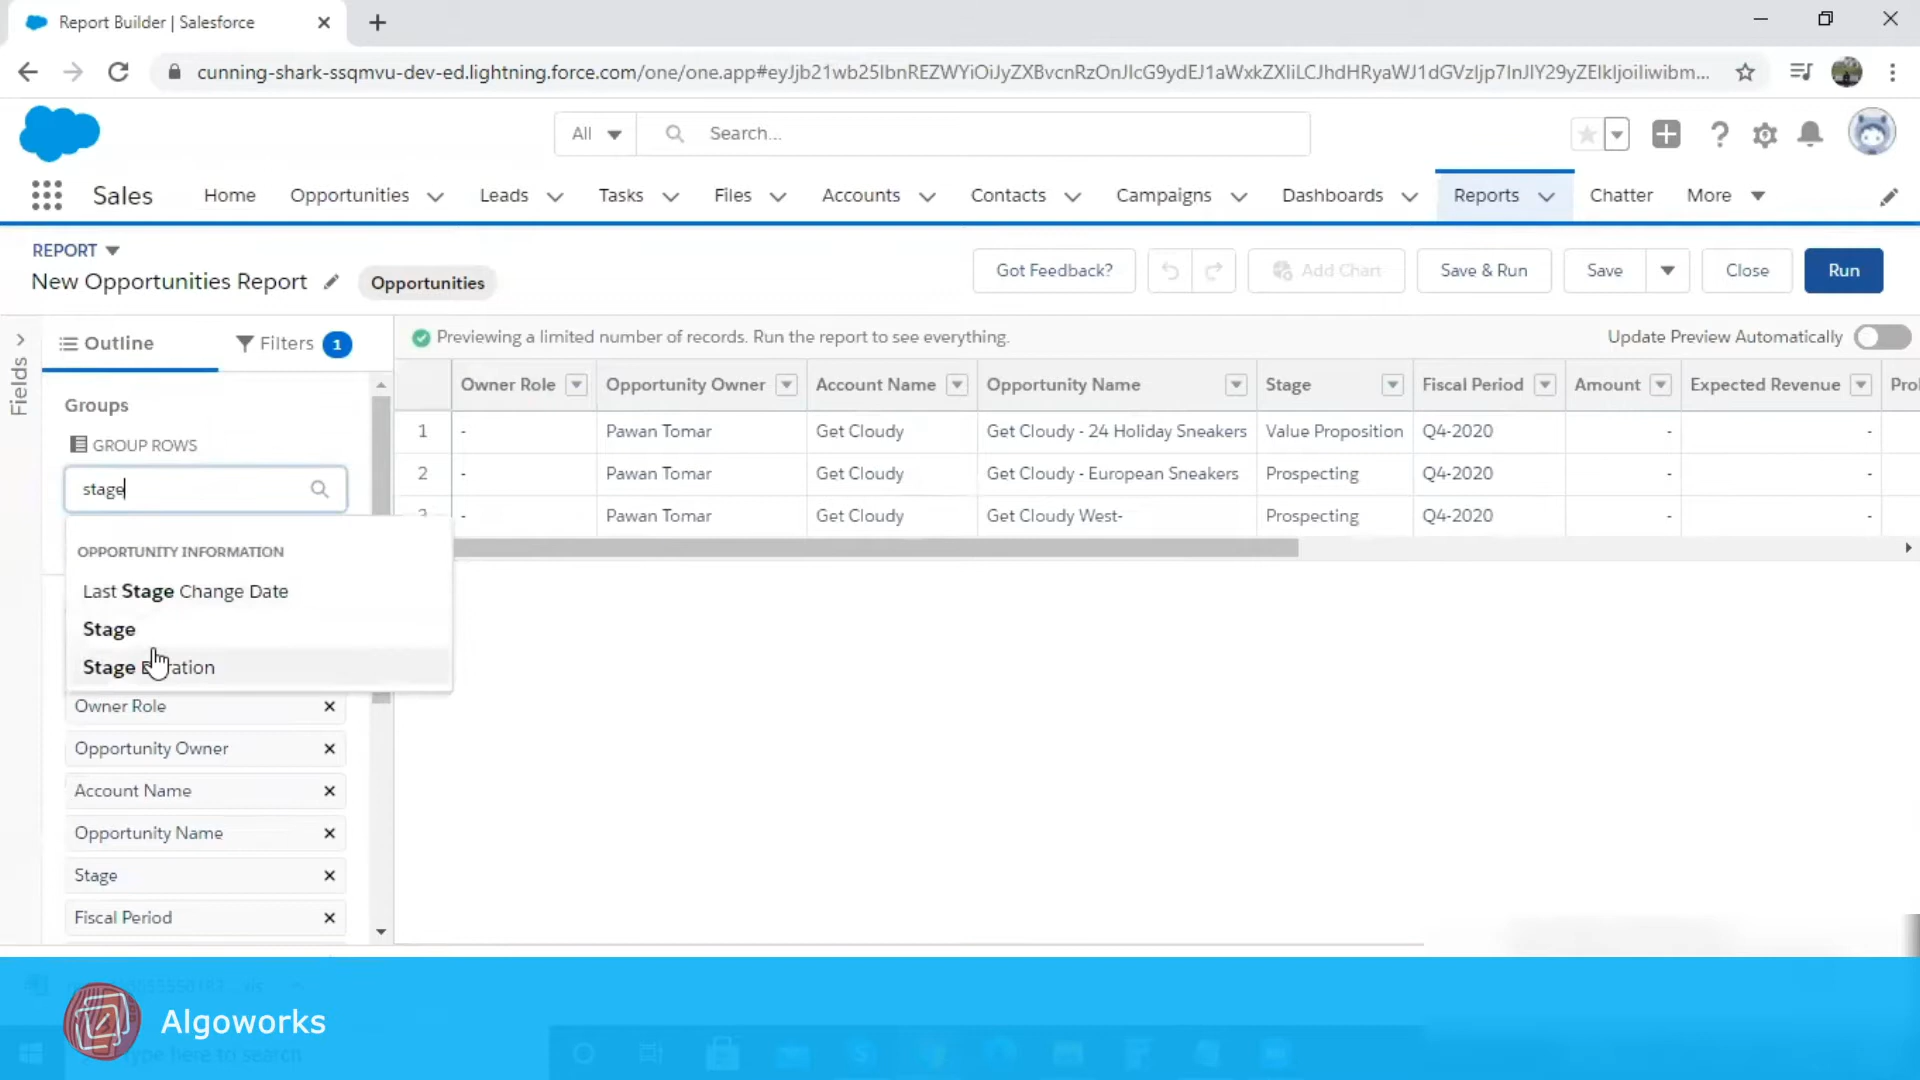 Report Builder | Salesforce
cunning-shark-ssqmvu-dev-ed.lightning.force.com/one/one.app#eyJjb21wb25lbnREZWYiOiJyZXBvcnRzOnJlcG9ydEJ1aWxkZXIiLCJhdHRyaWJ1dGVzIjp7InJlY29yZElkIjoiIiwibm...
All Search...
Sales Home Opportunities Leads Tasks Files Accounts Contacts Campaigns Dashboards Reports Chatter More
REPORT
New Opportunities Report Opportunities
Got Feedback? Add Chart Save & Run Save Close Run
Fields
Outline Filters 1
Previewing a limited number of records. Run the report to see everything. Update Preview Automatically
Groups
GROUP ROWS
stage
OPPORTUNITY INFORMATION
Last Stage Change Date
Stage
Stage
Owner Role
Opportunity Owner
Account Name
Opportunity Name
Stage
Fiscal Period
Owner Role Opportunity Owner Account Name Opportunity Name Stage Fiscal Period Amount Expected Revenue
1 - Pawan Tomar Get Cloudy Get Cloudy - 24 Holiday Sneakers Value Proposition Q4-2020 - -
2 - Pawan Tomar Get Cloudy Get Cloudy - European Sneakers Prospecting Q4-2020 - -
3 - Pawan Tomar Get Cloudy Get Cloudy West- Prospecting Q4-2020 - -
Algoworks
Type here to search